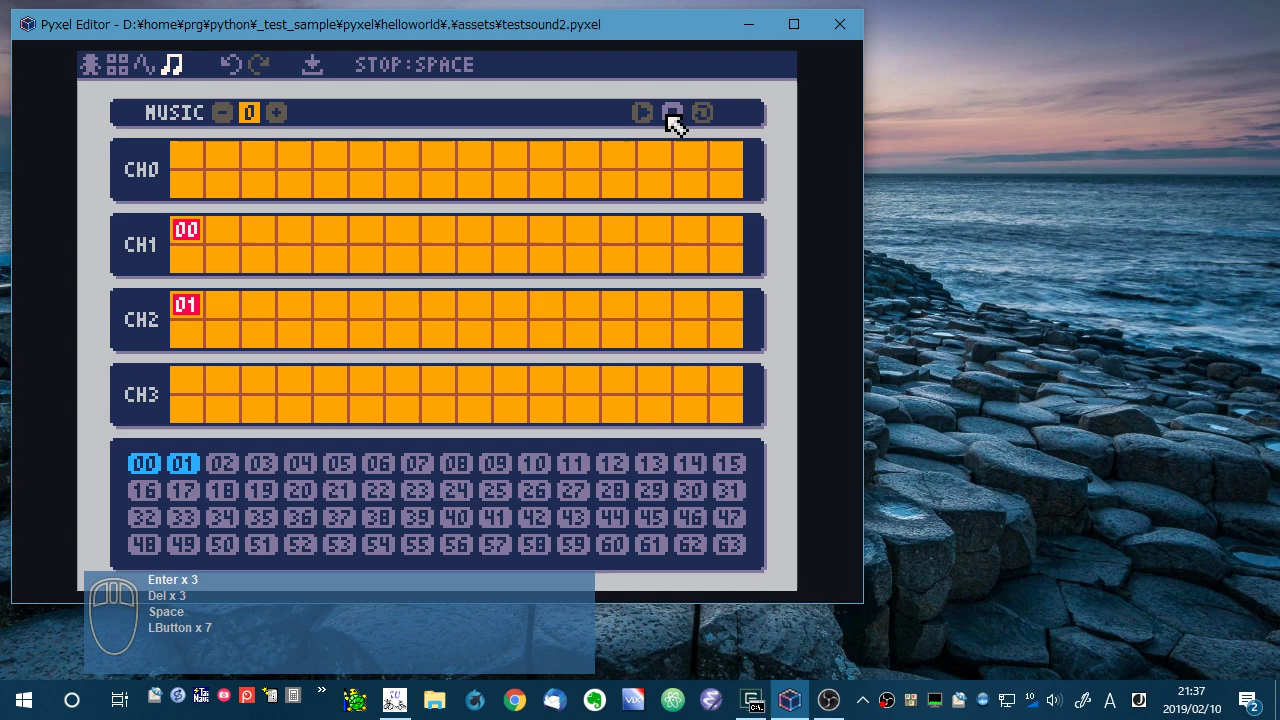 Pyxel Editor - D:¥home¥prg¥python¥_test_sample¥pyxel¥helloworld¥.¥assets¥testsound2.pyxel
STOP:SPACE
MUSIC - 0 +
CH0
CH1 00
CH2 01
CH3
00 01 02 03 04 05 06 07 08 09 10 11 12 13 14 15
16 17 18 19 20 21 22 23 24 25 26 27 28 29 30 31
32 33 34 35 36 37 38 39 40 41 42 43 44 45 46 47
48 49 50 51 52 53 54 55 56 57 58 59 60 61 62 63
Enter x 3
Del x 3
Space
LButton x 7
21:37
2019/02/10